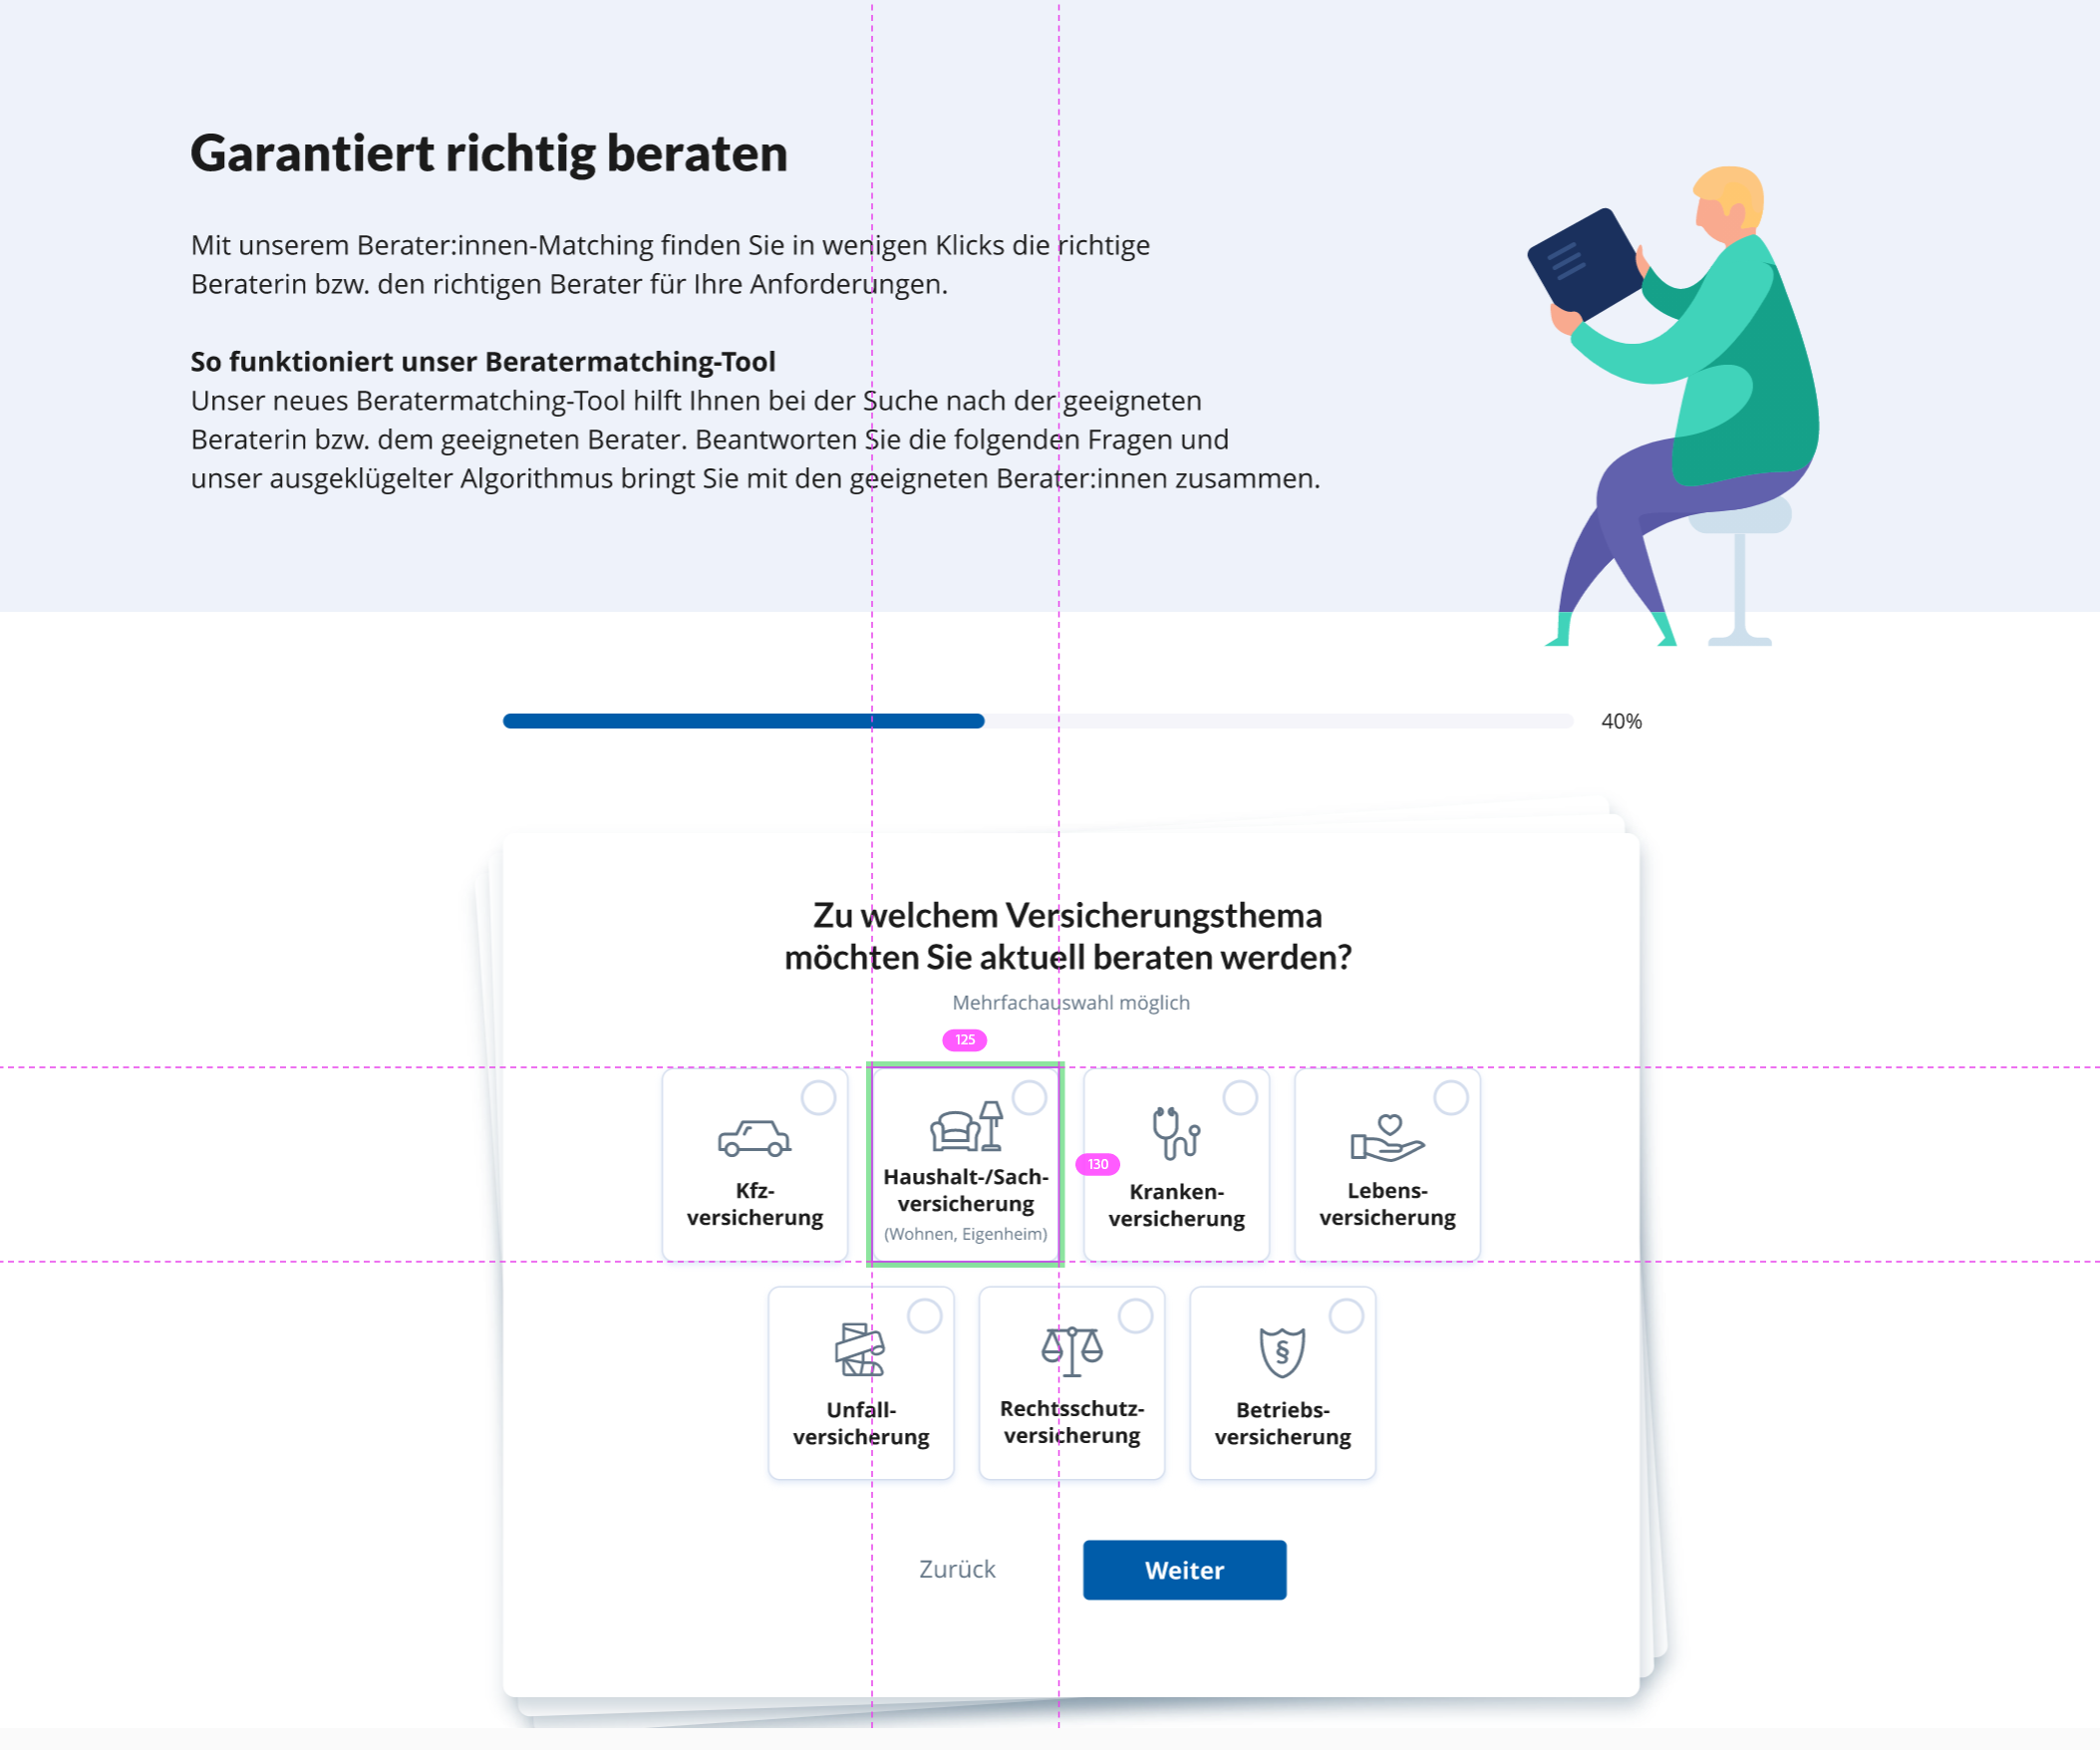 Garantiert richtig beraten
Mit unserem Berater:innen-Matching finden Sie in wenigen Klicks die richtige
Beraterin bzw. den richtigen Berater für Ihre Anforderungen.
So funktioniert unser Beratermatching-Tool
Unser neues Beratermatching-Tool hilft Ihnen bei der Suche nach der geeigneten
Beraterin bzw. dem geeigneten Berater. Beantworten Sie die folgenden Fragen und
unser ausgeklügelter Algorithmus bringt Sie mit den geeigneten Berater:innen zusammen.
40%
Zu welchem Versicherungsthema
möchten Sie aktuell beraten werden?
Mehrfachauswahl möglich
125
Kfz-
versicherung
Haushalt-/Sach-
versicherung
(Wohnen, Eigenheim)
130
Kranken-
versicherung
Lebens-
versicherung
Unfall-
versicherung
Rechtsschutz-
versicherung
§
Betriebs-
versicherung
Zurück
Weiter